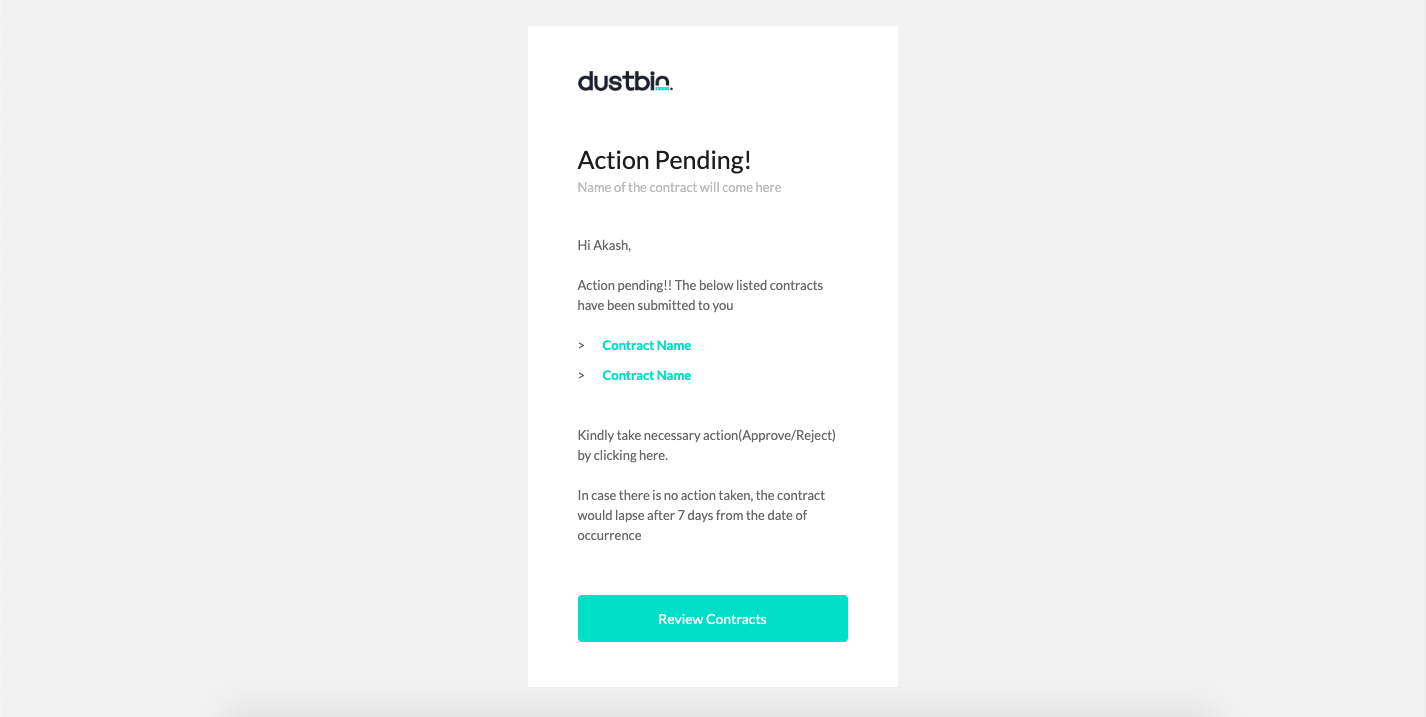 dustbin.
Action Pending!
Name of the contract will come here
Hi Akash,
Action pending!! The below listed contracts
have been submitted to you
> Contract Name
> Contract Name
Kindly take necessary action(Approve/Reject)
by clicking here.
In case there is no action taken, the contract
would lapse after 7 days from the date of
occurrence
Review Contracts